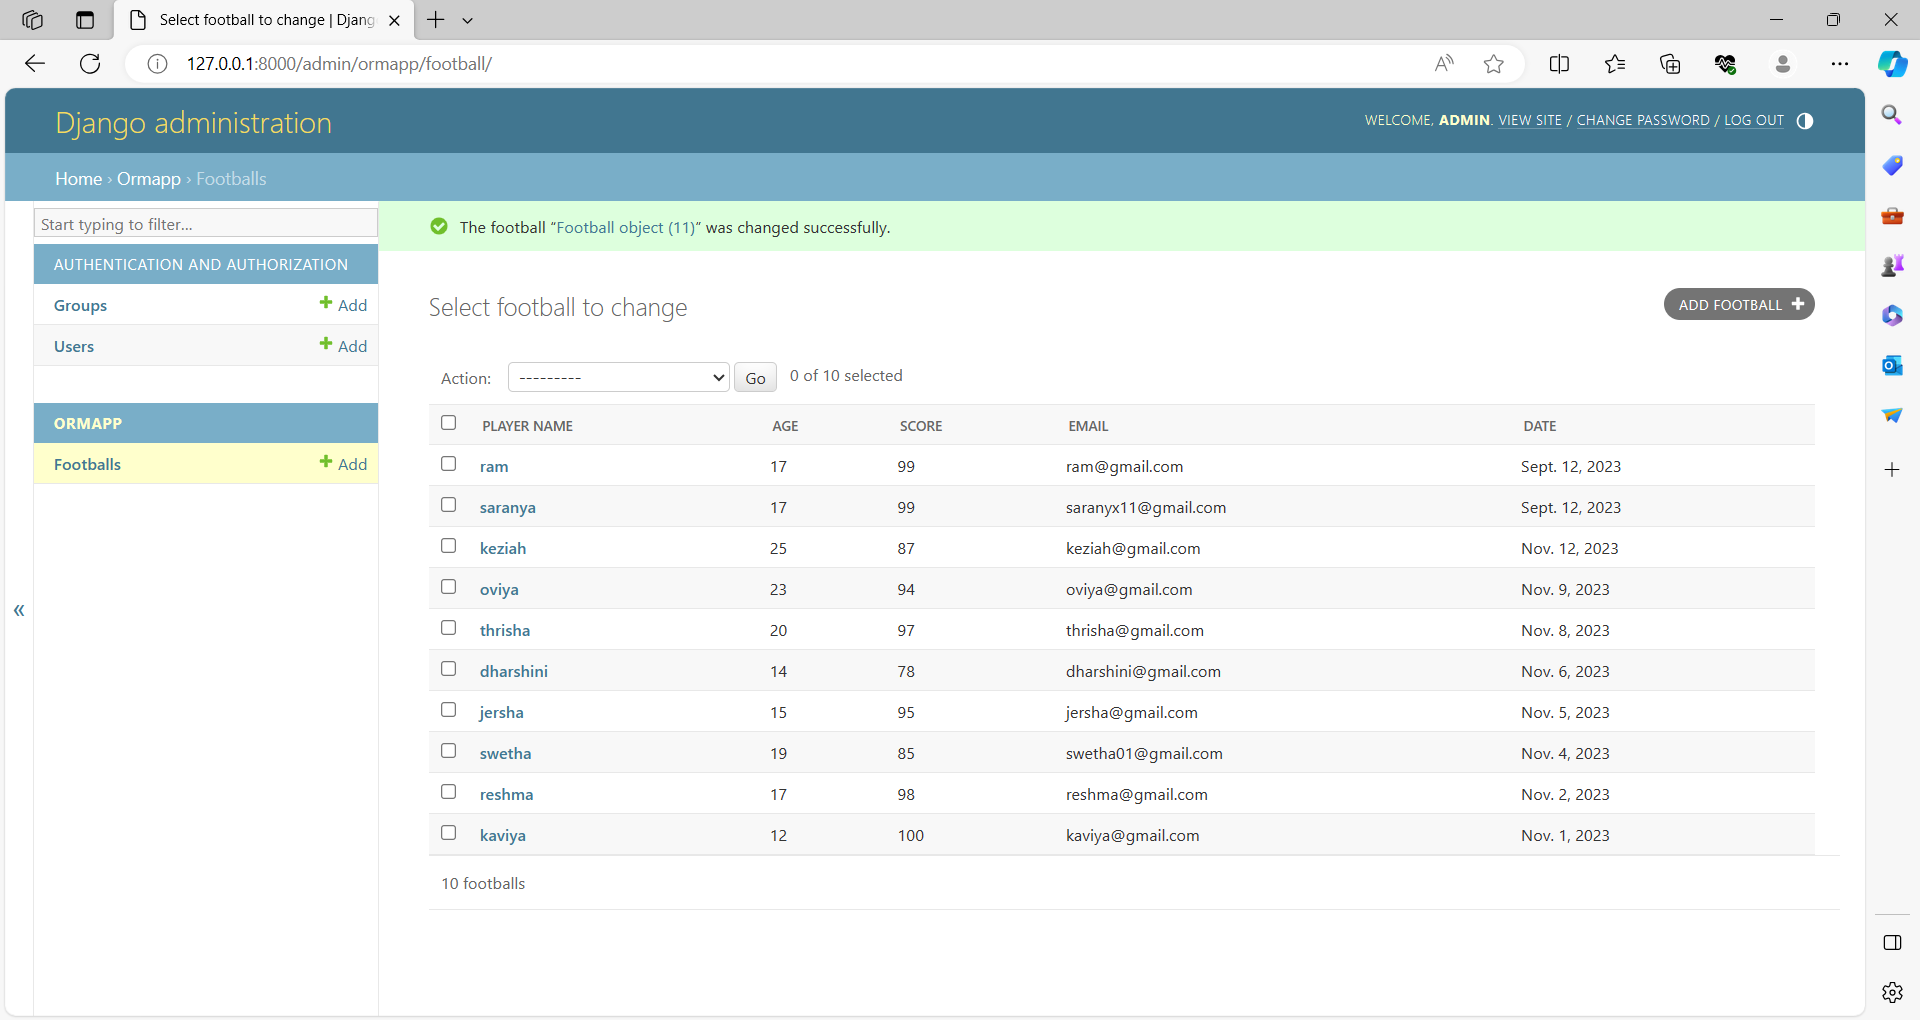 Select football to change | Djang
127.0.0.1:8000/admin/ormapp/football/
Django administration
WELCOME, ADMIN. VIEW SITE / CHANGE PASSWORD / LOG OUT
Home › Ormapp › Footballs
Start typing to filter...
AUTHENTICATION AND AUTHORIZATION
Groups + Add
Users + Add
ORMAPP
Footballs + Add
«
The football “Football object (11)” was changed successfully.
Select football to change
ADD FOOTBALL +
Action: --------- Go 0 of 10 selected
PLAYER NAME AGE SCORE EMAIL DATE
ram 17 99 ram@gmail.com Sept. 12, 2023
saranya 17 99 saranyx11@gmail.com Sept. 12, 2023
keziah 25 87 keziah@gmail.com Nov. 12, 2023
oviya 23 94 oviya@gmail.com Nov. 9, 2023
thrisha 20 97 thrisha@gmail.com Nov. 8, 2023
dharshini 14 78 dharshini@gmail.com Nov. 6, 2023
jersha 15 95 jersha@gmail.com Nov. 5, 2023
swetha 19 85 swetha01@gmail.com Nov. 4, 2023
reshma 17 98 reshma@gmail.com Nov. 2, 2023
kaviya 12 100 kaviya@gmail.com Nov. 1, 2023
10 footballs